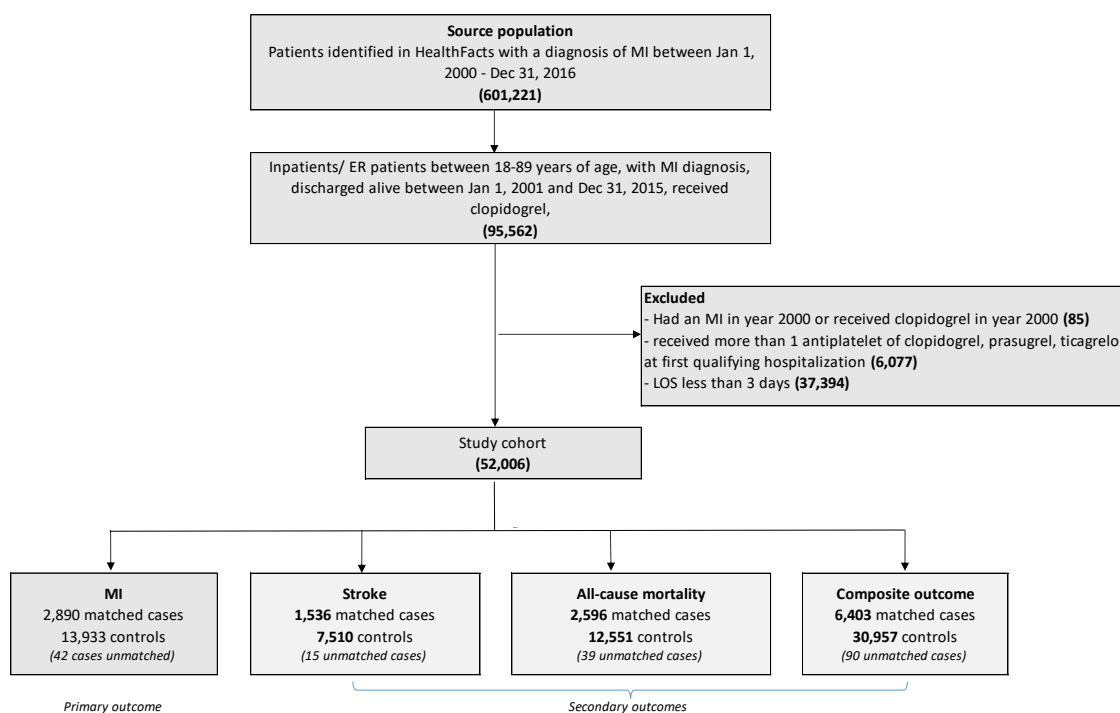 Source population
Patients identified in HealthFacts with a diagnosis of MI between Jan 1,
2000 - Dec 31, 2016
(601,221)
Inpatients/ ER patients between 18-89 years of age, with MI diagnosis,
discharged alive between Jan 1, 2001 and Dec 31, 2015, received
clopidogrel,
(95,562)
Excluded
- Had an MI in year 2000 or received clopidogrel in year 2000 (85)
- received more than 1 antiplatelet of clopidogrel, prasugrel, ticagrelo
at first qualifying hospitalization (6,077)
- LOS less than 3 days (37,394)
Study cohort
(52,006)
MI
2,890 matched cases
13,933 controls
(42 cases unmatched)
Stroke
1,536 matched cases
7,510 controls
(15 unmatched cases)
All-cause mortality
2,596 matched cases
12,551 controls
(39 unmatched cases)
Composite outcome
6,403 matched cases
30,957 controls
(90 unmatched cases)
Primary outcome
Secondary outcomes